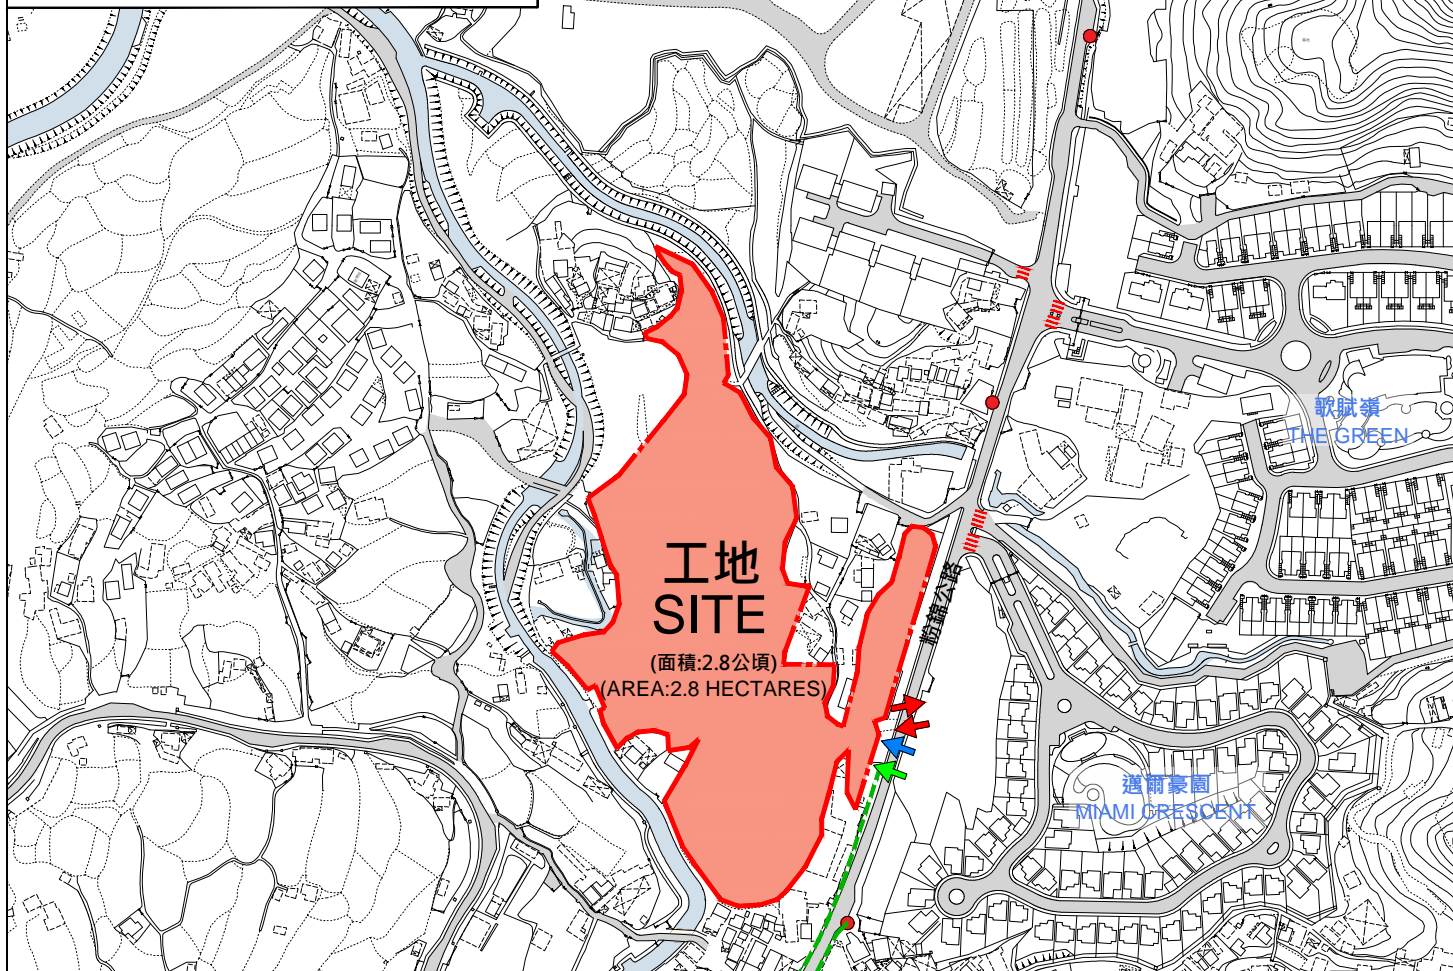 歌賦嶺
THE GREEN
工地
SITE
(面積:2.8公頃)
(AREA:2.8 HECTARES)
粉錦公路
邁爾豪園
MIAMI CRESCENT